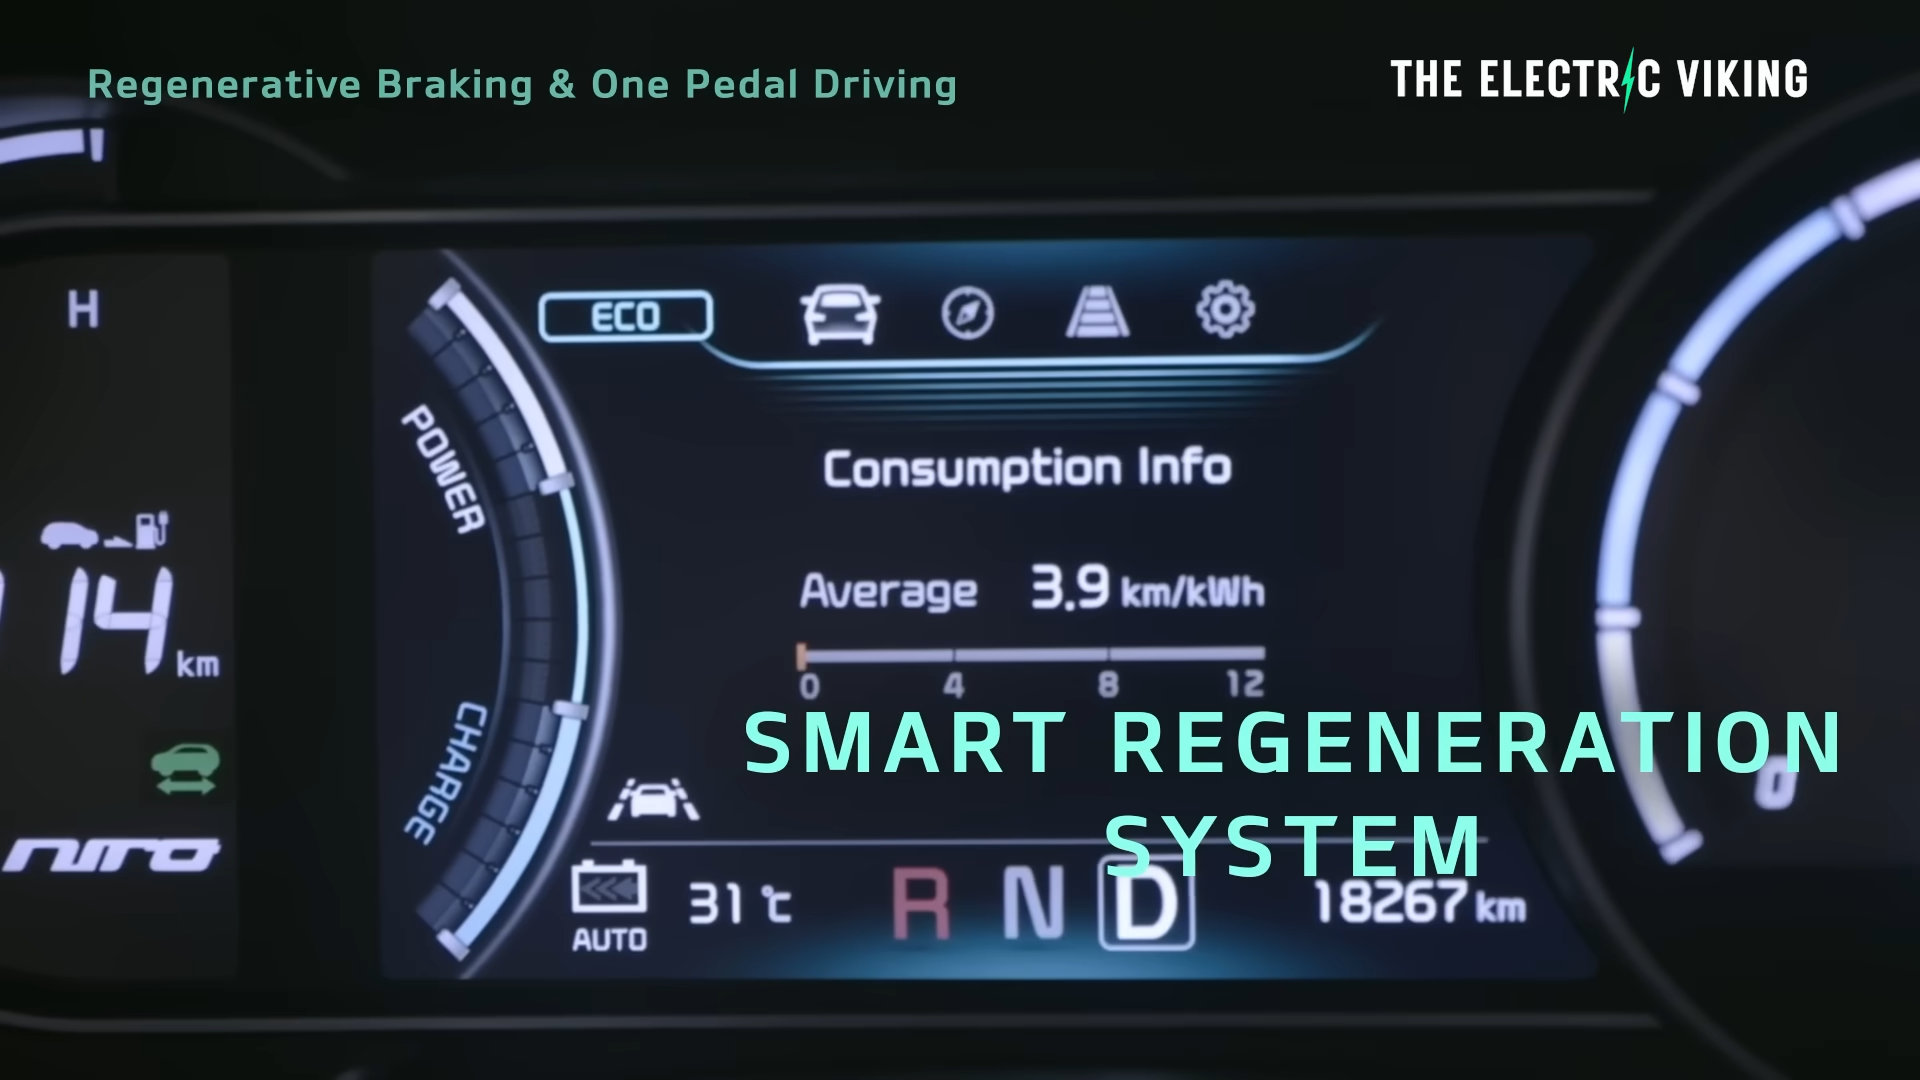 Regenerative Braking & One Pedal Driving
THE ELECTRIC VIKING
H
ECO
POWER
Consumption Info
Average 3.9 km/kWh
0 4 8 12
14 km
CHARGE
SMART REGENERATION
SYSTEM
0
niro
AUTO
31 °C
R N D
18267 km